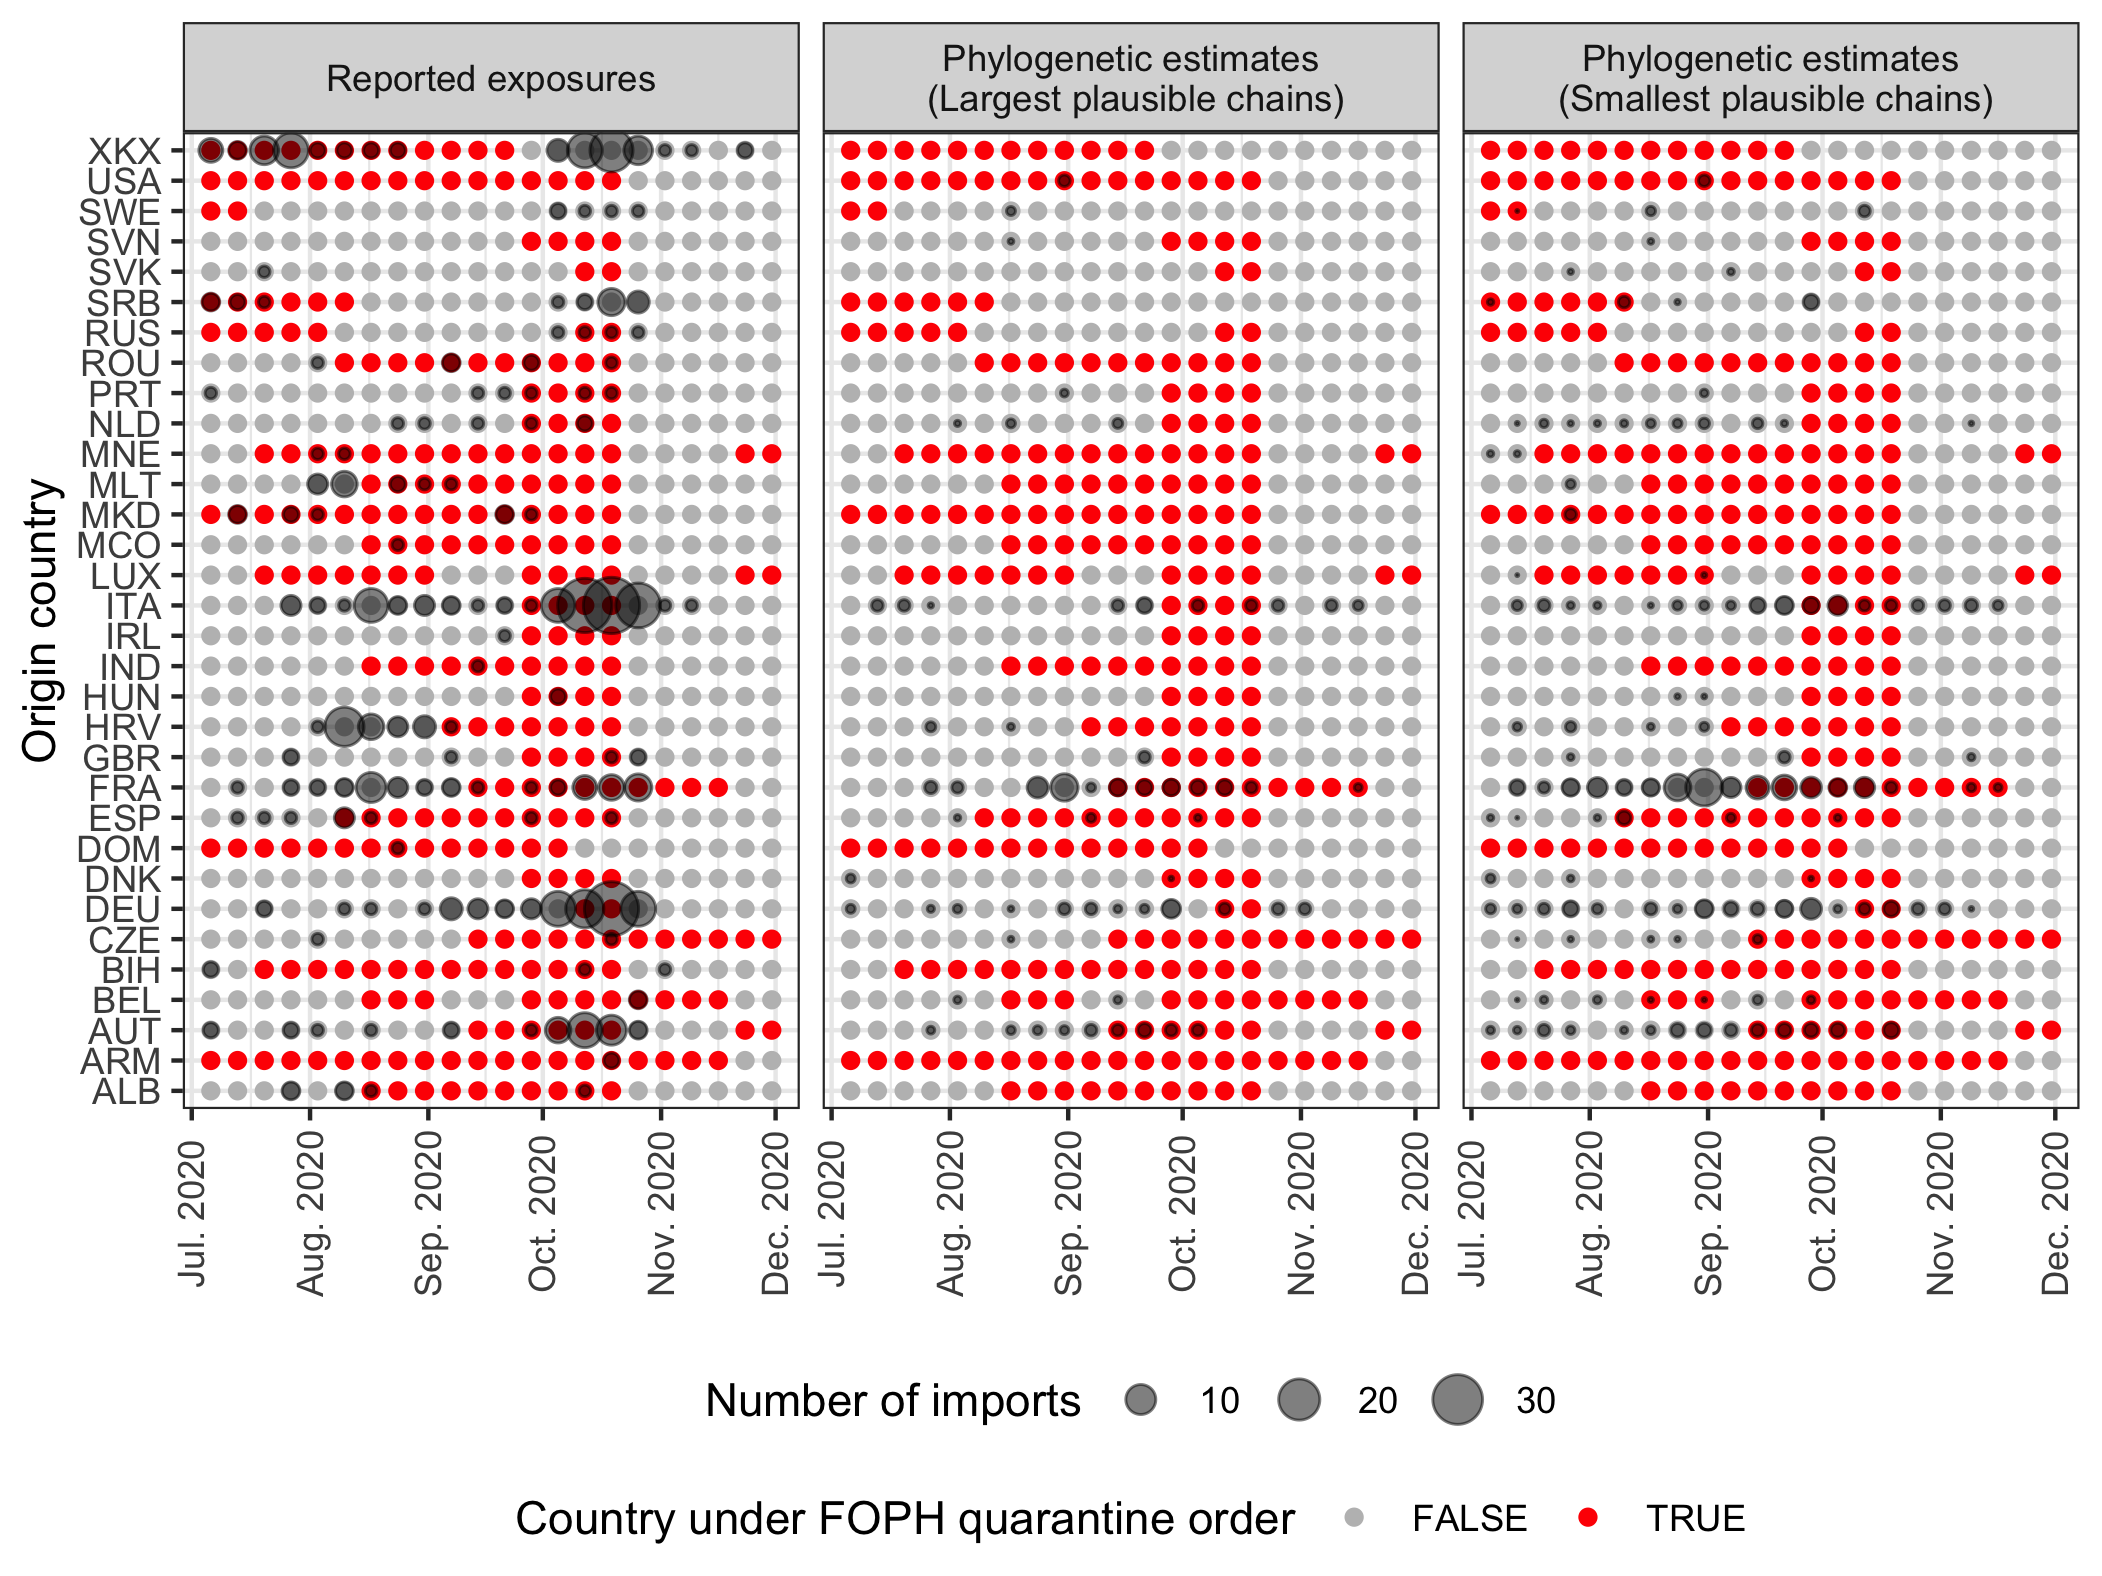 Reported exposures
Phylogenetic estimates
(Largest plausible chains)
Phylogenetic estimates
(Smallest plausible chains)
Origin country
XKX
USA
SWE
SVN
SVK
SRB
RUS
ROU
PRT
NLD
MNE
MLT
MKD
MCO
LUX
ITA
IRL
IND
HUN
HRV
GBR
FRA
ESP
DOM
DNK
DEU
CZE
BIH
BEL
AUT
ARM
ALB
Jul. 2020
Aug. 2020
Sep. 2020
Oct. 2020
Nov. 2020
Dec. 2020
Jul. 2020
Aug. 2020
Sep. 2020
Oct. 2020
Nov. 2020
Dec. 2020
Jul. 2020
Aug. 2020
Sep. 2020
Oct. 2020
Nov. 2020
Dec. 2020
Number of imports 10 20 30
Country under FOPH quarantine order FALSE TRUE